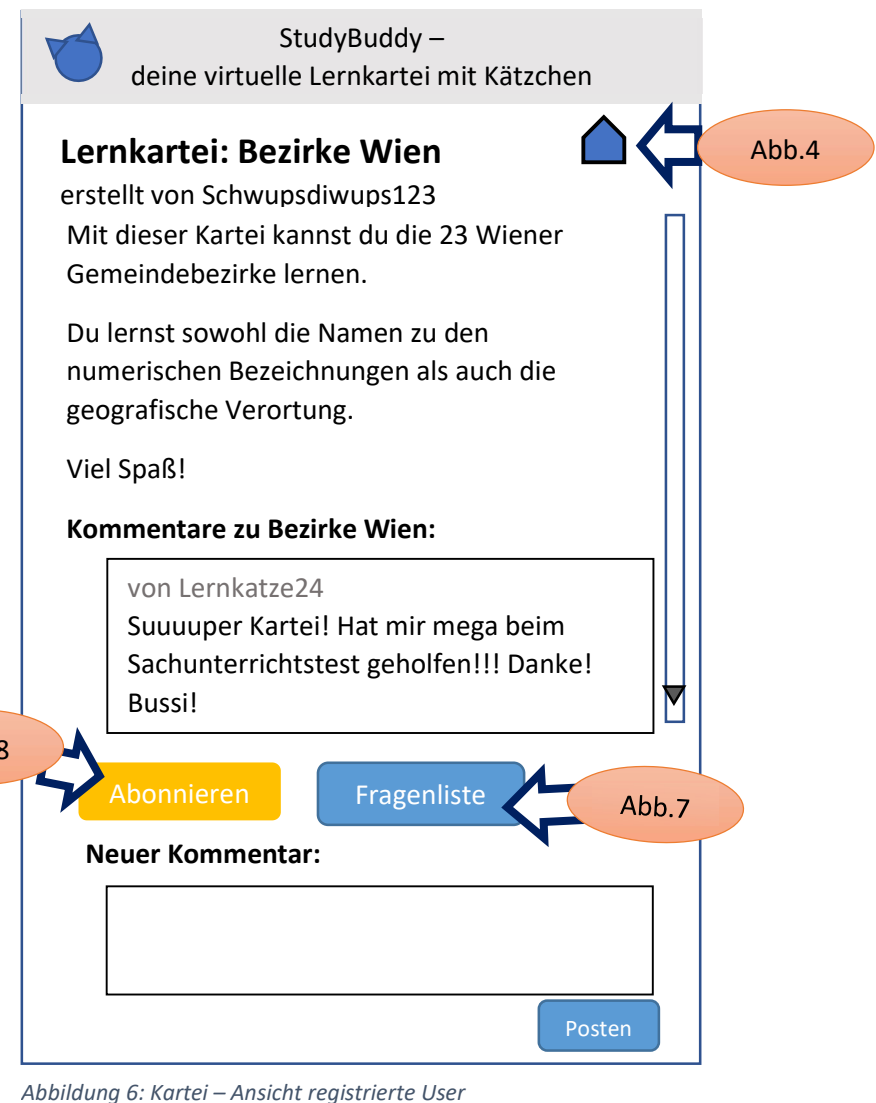 StudyBuddy –
deine virtuelle Lernkartei mit Kätzchen
Lernkartei: Bezirke Wien
Abb.4
erstellt von Schwupsdiwups123
Mit dieser Kartei kannst du die 23 Wiener
Gemeindebezirke lernen.
Du lernst sowohl die Namen zu den
numerischen Bezeichnungen als auch die
geografische Verortung.
Viel Spaß!
Kommentare zu Bezirke Wien:
von Lernkatze24
Suuuuper Kartei! Hat mir mega beim
Sachunterrichtstest geholfen!!! Danke!
Bussi!
8
Abonnieren
Fragenliste
Abb.7
Neuer Kommentar:
Posten
Abbildung 6: Kartei – Ansicht registrierte User